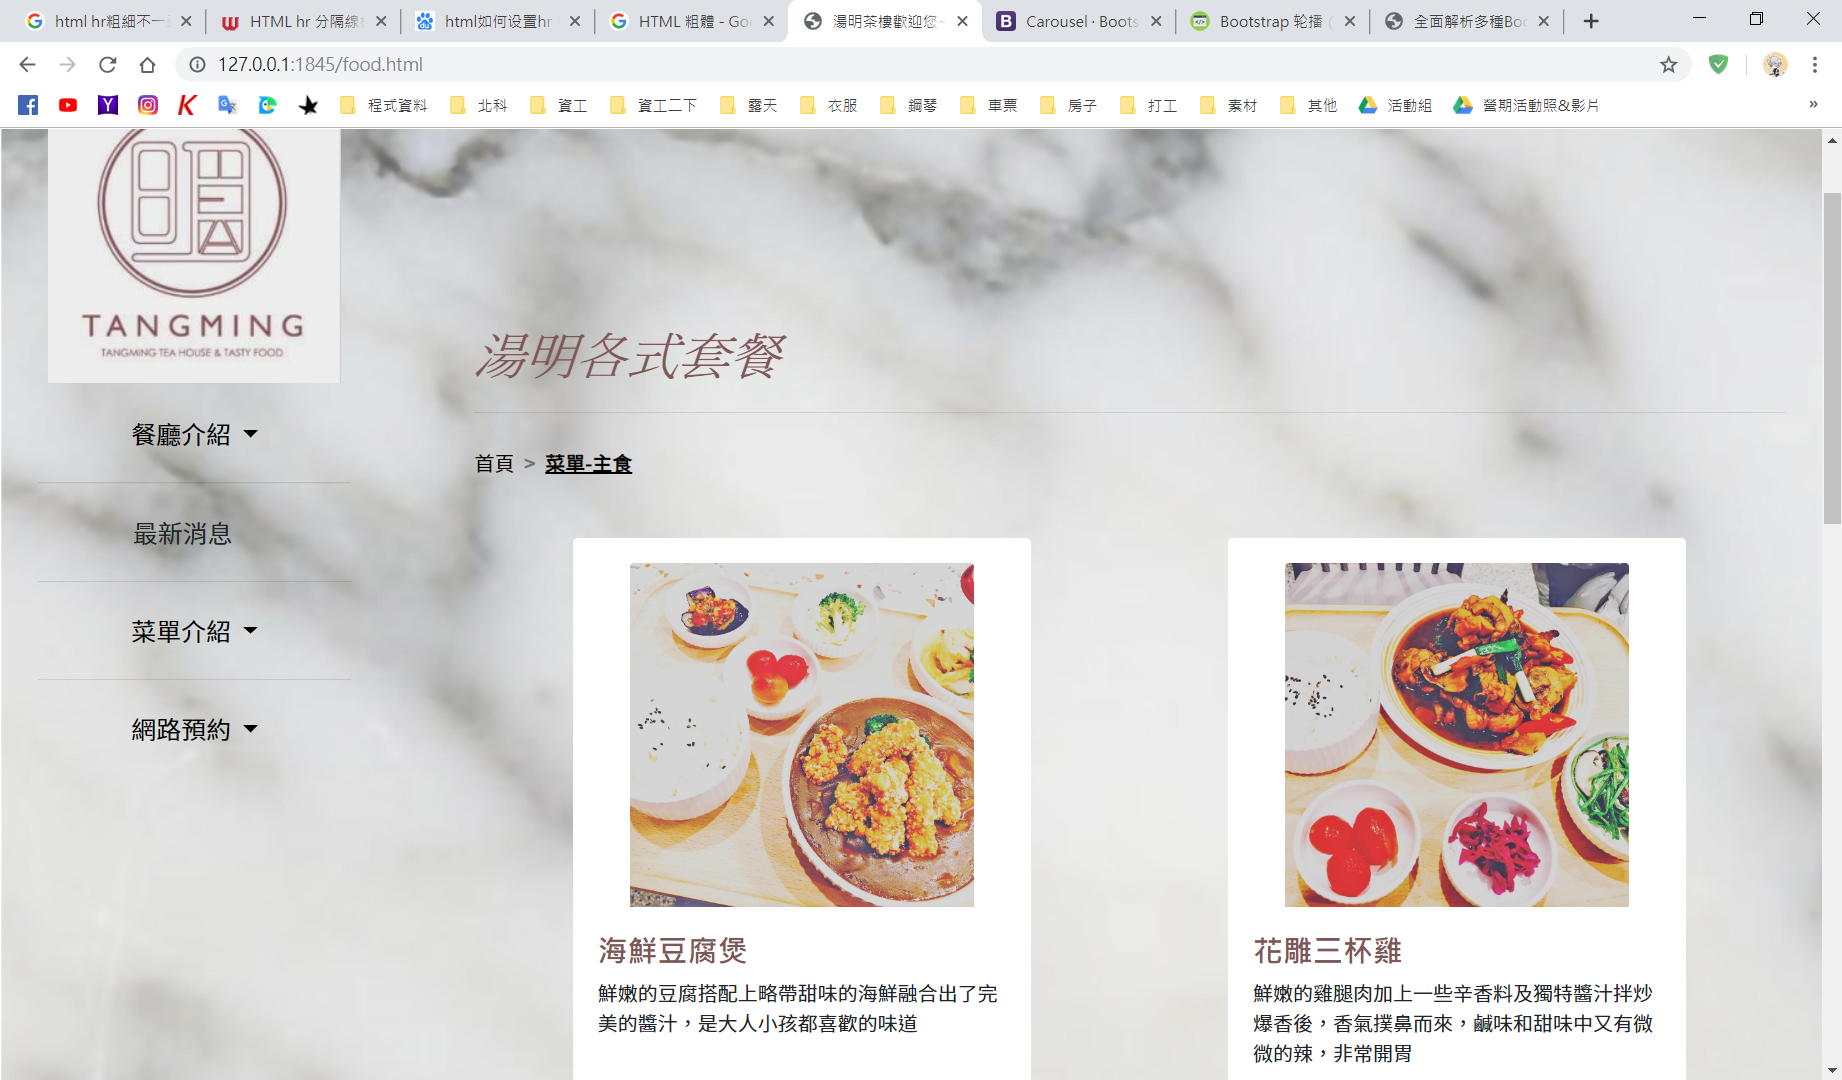 html hr粗細不一
HTML hr 分隔線
html如何设置hr
HTML 粗體 - Goo
湯明茶樓歡迎您~
Carousel · Boots
Bootstrap 轮播 (
全面解析多種Boo
127.0.0.1:1845/food.html
程式資料
北科
資工
資工二下
露天
衣服
鋼琴
車票
房子
打工
素材
其他
活動組
營期活動照&影片
»
TANGMING
TANGMING TEA HOUSE & TASTY FOOD
餐廳介紹
最新消息
菜單介紹
網路預約
湯明各式套餐
首頁 > 菜單-主食
海鮮豆腐煲
鮮嫩的豆腐搭配上略帶甜味的海鮮融合出了完
美的醬汁，是大人小孩都喜歡的味道
花雕三杯雞
鮮嫩的雞腿肉加上一些辛香料及獨特醬汁拌炒
爆香後，香氣撲鼻而來，鹹味和甜味中又有微
微的辣，非常開胃